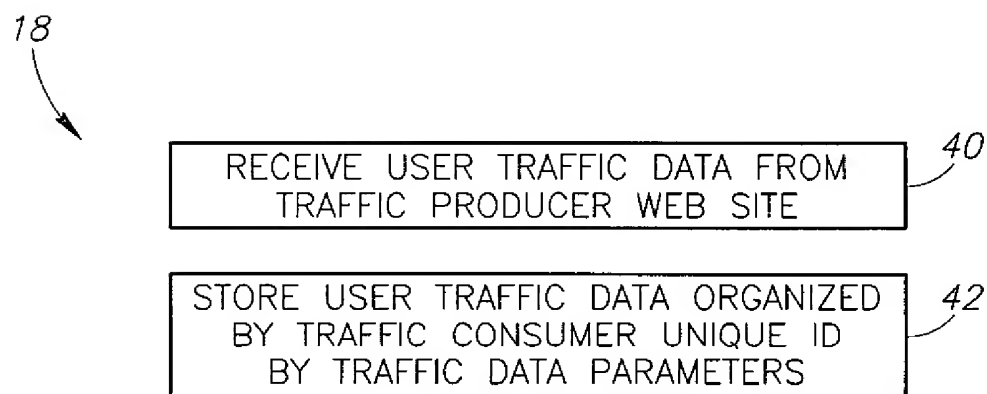 18
RECEIVE USER TRAFFIC DATA FROM
TRAFFIC PRODUCER WEB SITE
40
STORE USER TRAFFIC DATA ORGANIZED
BY TRAFFIC CONSUMER UNIQUE ID
BY TRAFFIC DATA PARAMETERS
42